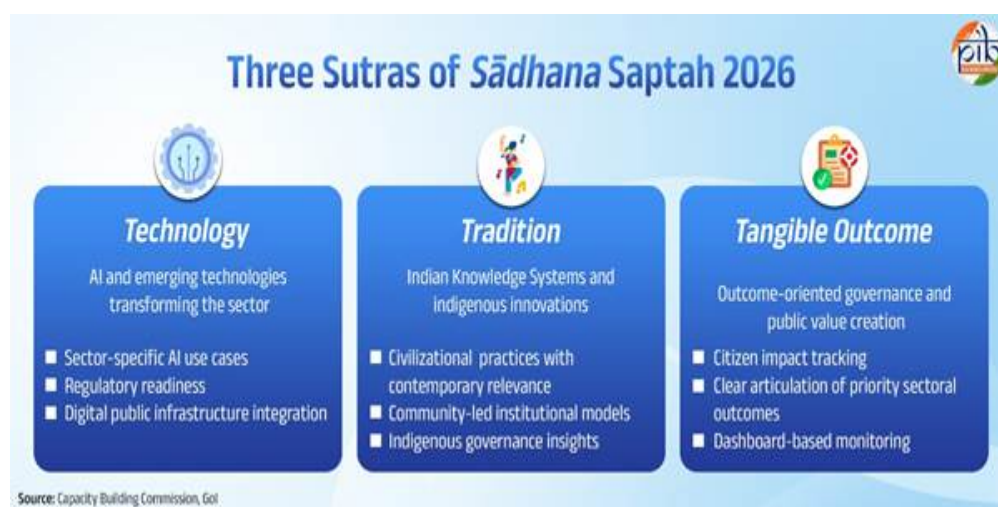 Three Sutras of Sādhana Saptah 2026
pib
Technology
AI and emerging technologies
transforming the sector
■ Sector-specific AI use cases
■ Regulatory readiness
■ Digital public infrastructure integration
Tradition
Indian Knowledge Systems and
indigenous innovations
■ Civilizational practices with
contemporary relevance
■ Community-led institutional models
■ Indigenous governance insights
Tangible Outcome
Outcome-oriented governance and
public value creation
■ Citizen impact tracking
■ Clear articulation of priority sectoral
outcomes
■ Dashboard-based monitoring
Source: Capacity Building Commission, GoI